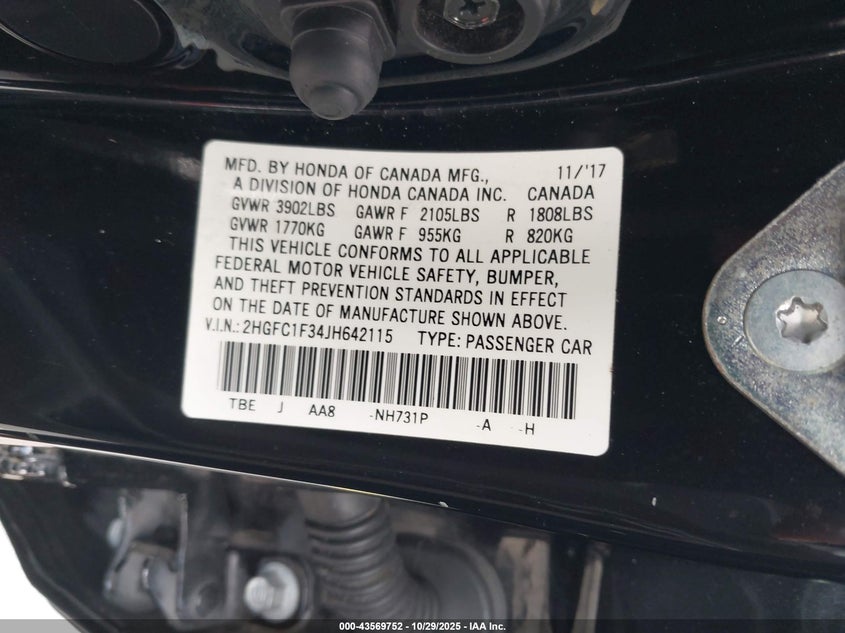 MFD. BY HONDA OF CANADA MFG., 11/'17
A DIVISION OF HONDA CANADA INC. CANADA
GVWR 3902LBS GAWR F 2105LBS R 1808LBS
GVWR 1770KG GAWR F 955KG R 820KG
THIS VEHICLE CONFORMS TO ALL APPLICABLE
FEDERAL MOTOR VEHICLE SAFETY, BUMPER,
AND THEFT PREVENTION STANDARDS IN EFFECT
ON THE DATE OF MANUFACTURE SHOWN ABOVE.
V.I.N.: 2HGFC1F34JH642115 TYPE: PASSENGER CAR
TBE J AA8 -NH731P -A -H
000-43569752 - 10/29/2025 - IAA Inc.